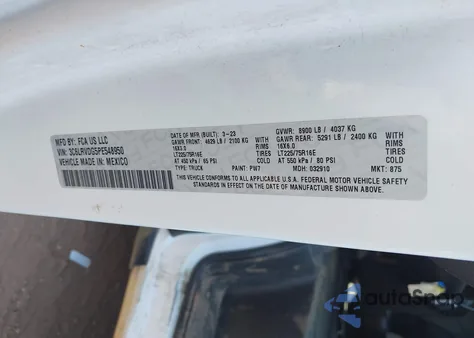 MFD BY: FCA US LLC
DATE OF MFR (BUILT): 3-23
GVWR: 8900 LB / 4037 KG
VIN: 3C6LRVDG5PE548950
GAWR FRONT: 4629 LB / 2100 KG
GAWR REAR: 5291 LB / 2400 KG
VEHICLE MADE IN: MEXICO
16X6.0 RIMS
16X6.0 RIMS
LT225/75R16E TIRES
LT225/75R16E TIRES
AT 450 kPa / 65 PSI COLD
AT 550 kPa / 80 PSI COLD
TYPE: TRUCK
PAINT: PW7
MDH: 032910
MKT: 875
THIS VEHICLE CONFORMS TO ALL APPLICABLE U.S.A. FEDERAL MOTOR VEHICLE SAFETY
STANDARDS IN EFFECT ON THE DATE OF MANUFACTURE SHOWN ABOVE
autoSnap